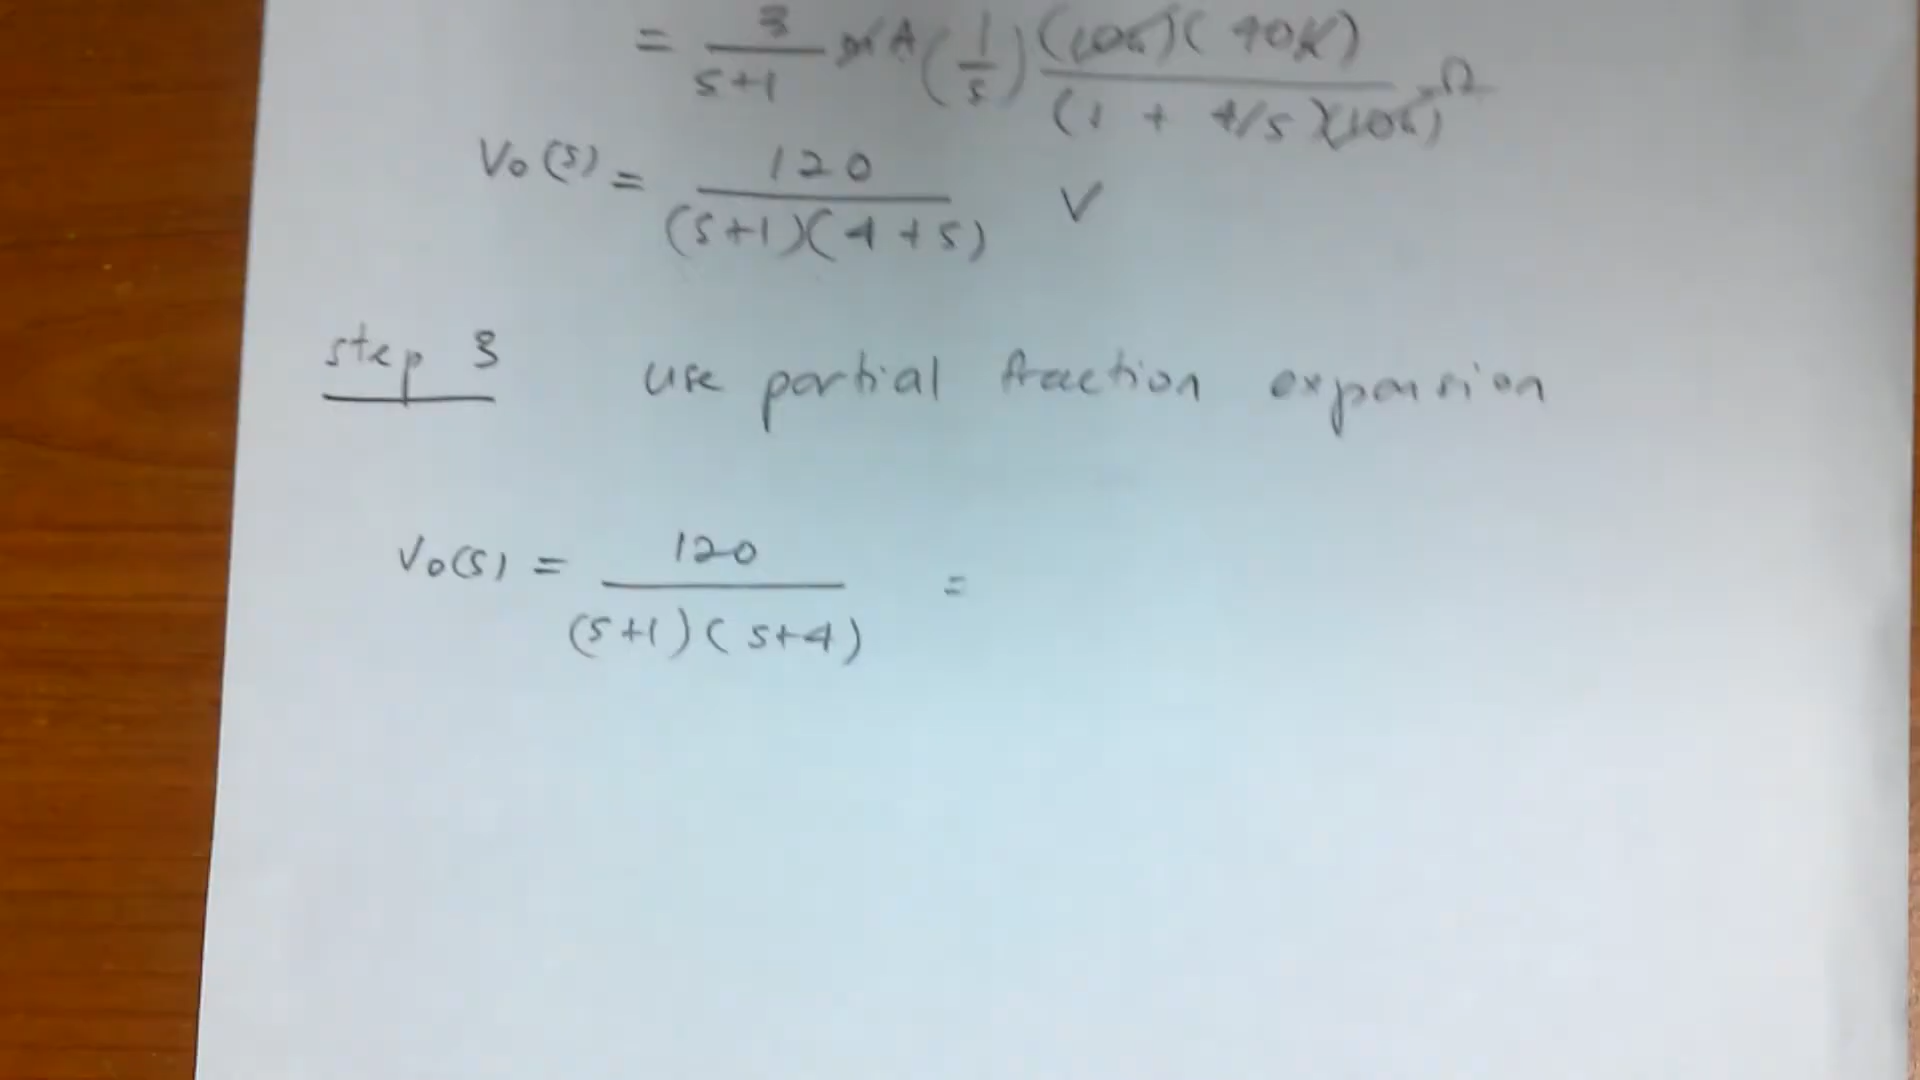 = 3/(s+1) mA (1/s) (10k)(40k)/((1 + 4/s)(10k)) Ω
Vo(s) = 120/((s+1)(4+s)) V
step 3 use partial fraction expansion
Vo(s) = 120/((s+1)(s+4)) =